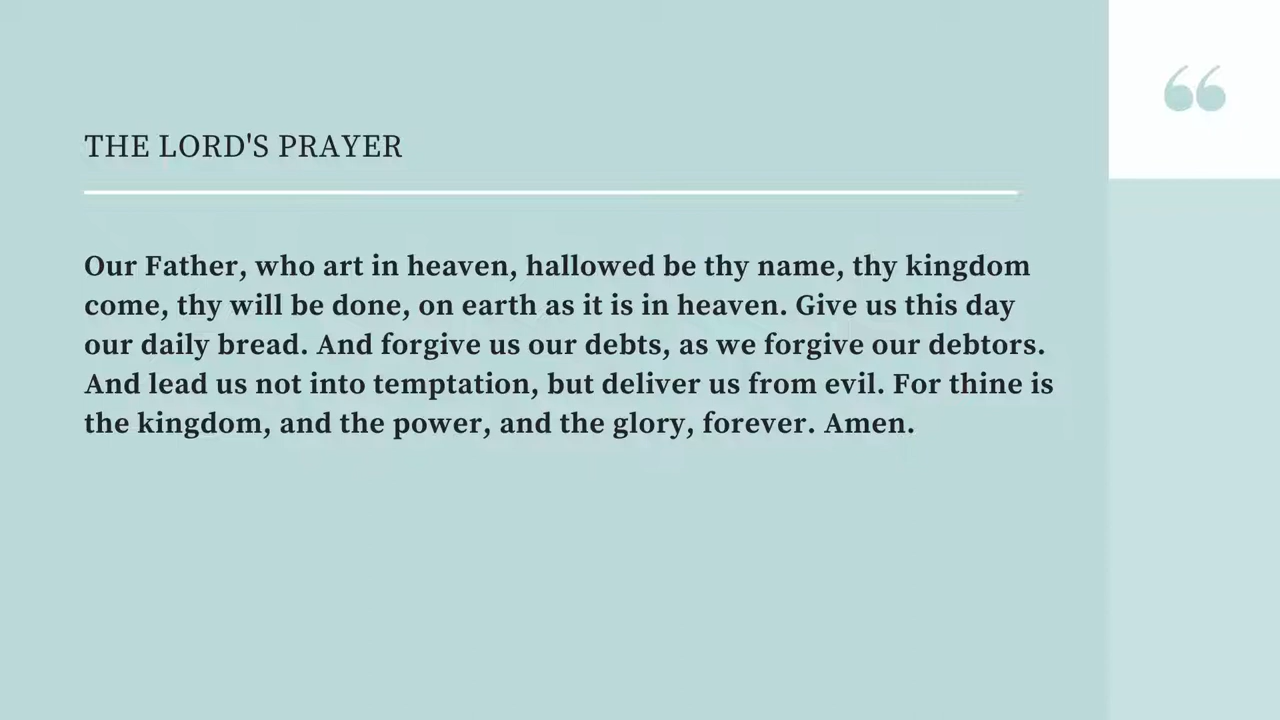 THE LORD'S PRAYER
Our Father, who art in heaven, hallowed be thy name, thy kingdom
come, thy will be done, on earth as it is in heaven. Give us this day
our daily bread. And forgive us our debts, as we forgive our debtors.
And lead us not into temptation, but deliver us from evil. For thine is
the kingdom, and the power, and the glory, forever. Amen.